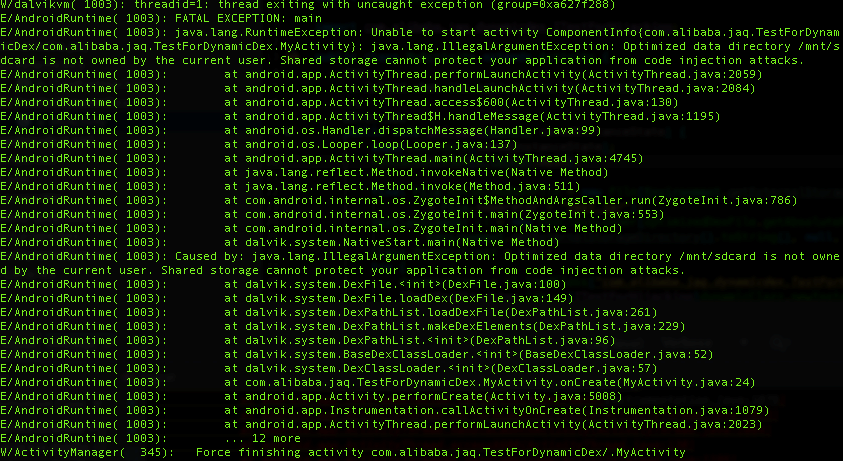 W/dalvikvm( 1003): threadid=1: thread exiting with uncaught exception (group=0xa627f288)
E/AndroidRuntime( 1003): FATAL EXCEPTION: main
E/AndroidRuntime( 1003): java.lang.RuntimeException: Unable to start activity ComponentInfo{com.alibaba.jaq.TestForDynam
icDex/com.alibaba.jaq.TestForDynamicDex.MyActivity}: java.lang.IllegalArgumentException: Optimized data directory /mnt/s
dcard is not owned by the current user. Shared storage cannot protect your application from code injection attacks.
E/AndroidRuntime( 1003):        at android.app.ActivityThread.performLaunchActivity(ActivityThread.java:2059)
E/AndroidRuntime( 1003):        at android.app.ActivityThread.handleLaunchActivity(ActivityThread.java:2084)
E/AndroidRuntime( 1003):        at android.app.ActivityThread.access$600(ActivityThread.java:130)
E/AndroidRuntime( 1003):        at android.app.ActivityThread$H.handleMessage(ActivityThread.java:1195)
E/AndroidRuntime( 1003):        at android.os.Handler.dispatchMessage(Handler.java:99)
E/AndroidRuntime( 1003):        at android.os.Looper.loop(Looper.java:137)
E/AndroidRuntime( 1003):        at android.app.ActivityThread.main(ActivityThread.java:4745)
E/AndroidRuntime( 1003):        at java.lang.reflect.Method.invokeNative(Native Method)
E/AndroidRuntime( 1003):        at java.lang.reflect.Method.invoke(Method.java:511)
E/AndroidRuntime( 1003):        at com.android.internal.os.ZygoteInit$MethodAndArgsCaller.run(ZygoteInit.java:786)
E/AndroidRuntime( 1003):        at com.android.internal.os.ZygoteInit.main(ZygoteInit.java:553)
E/AndroidRuntime( 1003):        at dalvik.system.NativeStart.main(Native Method)
E/AndroidRuntime( 1003): Caused by: java.lang.IllegalArgumentException: Optimized data directory /mnt/sdcard is not owne
d by the current user. Shared storage cannot protect your application from code injection attacks.
E/AndroidRuntime( 1003):        at dalvik.system.DexFile.<init>(DexFile.java:100)
E/AndroidRuntime( 1003):        at dalvik.system.DexFile.loadDex(DexFile.java:149)
E/AndroidRuntime( 1003):        at dalvik.system.DexPathList.loadDexFile(DexPathList.java:261)
E/AndroidRuntime( 1003):        at dalvik.system.DexPathList.makeDexElements(DexPathList.java:229)
E/AndroidRuntime( 1003):        at dalvik.system.DexPathList.<init>(DexPathList.java:96)
E/AndroidRuntime( 1003):        at dalvik.system.BaseDexClassLoader.<init>(BaseDexClassLoader.java:52)
E/AndroidRuntime( 1003):        at dalvik.system.DexClassLoader.<init>(DexClassLoader.java:57)
E/AndroidRuntime( 1003):        at com.alibaba.jaq.TestForDynamicDex.MyActivity.onCreate(MyActivity.java:24)
E/AndroidRuntime( 1003):        at android.app.Activity.performCreate(Activity.java:5008)
E/AndroidRuntime( 1003):        at android.app.Instrumentation.callActivityOnCreate(Instrumentation.java:1079)
E/AndroidRuntime( 1003):        at android.app.ActivityThread.performLaunchActivity(ActivityThread.java:2023)
E/AndroidRuntime( 1003):        ... 12 more
W/ActivityManager(  345):   Force finishing activity com.alibaba.jaq.TestForDynamicDex/.MyActivity